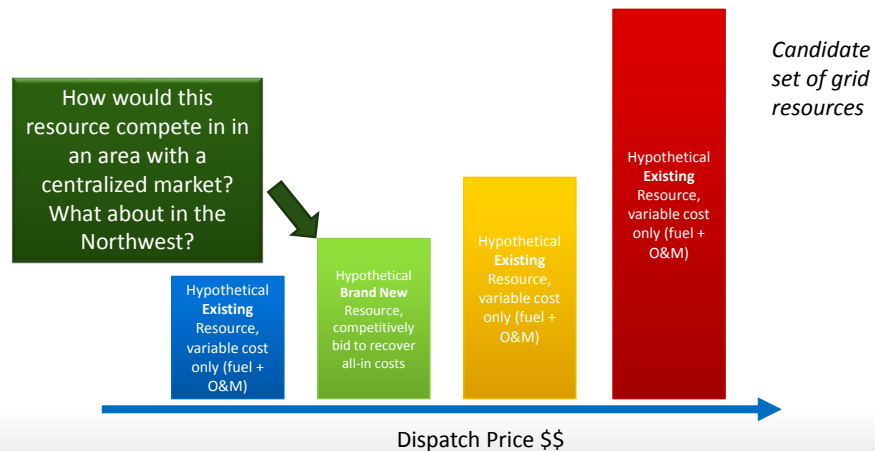 Candidate
set of grid
resources
How would this
resource compete in in
an area with a
centralized market?
What about in the
Northwest?
Hypothetical
Existing
Resource,
variable cost
only (fuel +
O&M)
Hypothetical
Brand New
Resource,
competitively
bid to recover
all-in costs
Hypothetical
Existing
Resource,
variable cost
only (fuel +
O&M)
Hypothetical
Existing
Resource,
variable cost
only (fuel +
O&M)
Dispatch Price $$